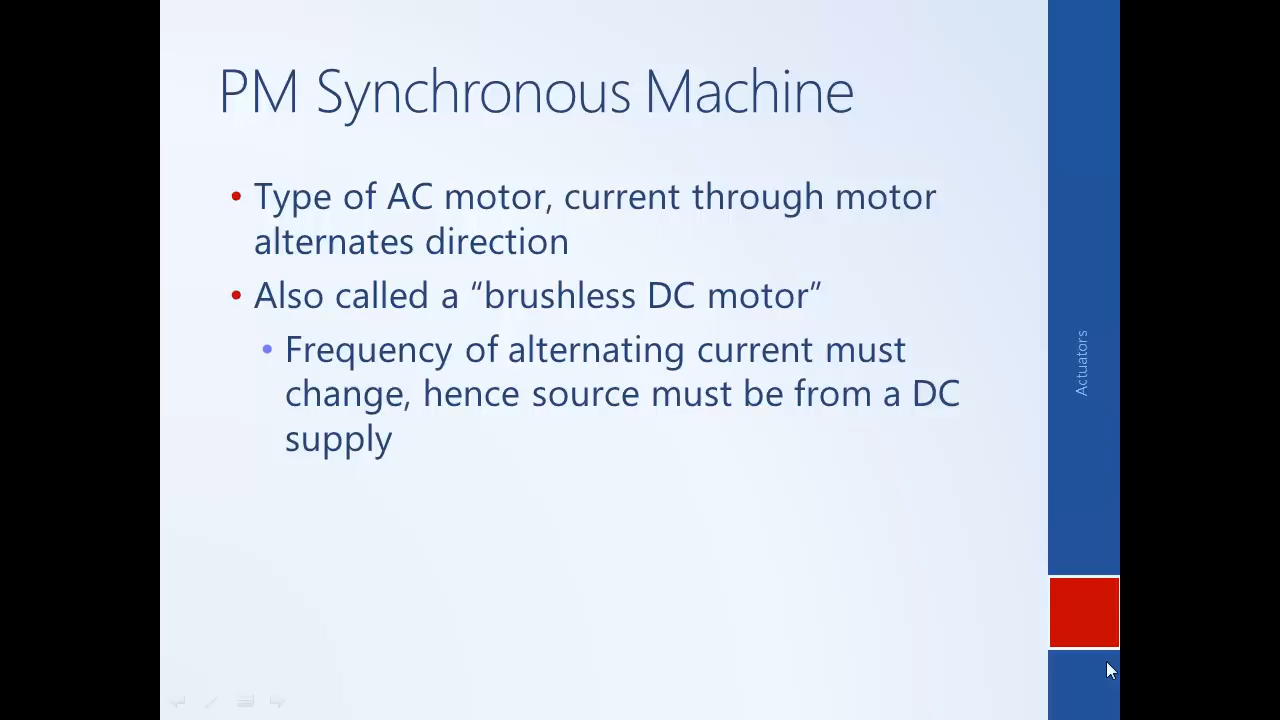 PM Synchronous Machine
• Type of AC motor, current through motor
alternates direction
• Also called a “brushless DC motor”
• Frequency of alternating current must
change, hence source must be from a DC
supply
Actuators